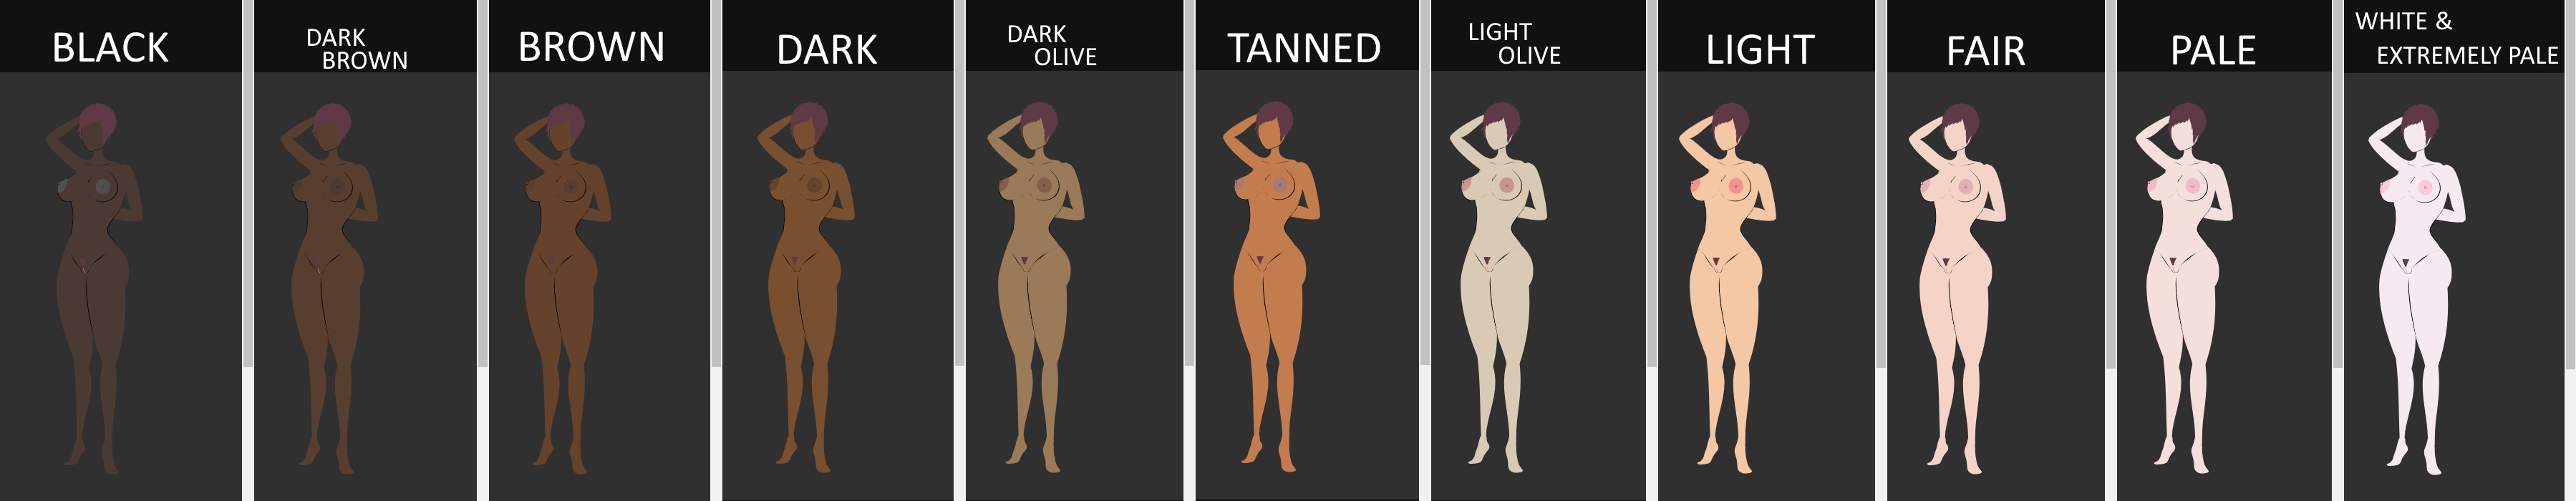 BLACK
DARK
BROWN
BROWN
DARK
DARK
OLIVE
TANNED
LIGHT
OLIVE
LIGHT
FAIR
PALE
WHITE &
EXTREMELY PALE